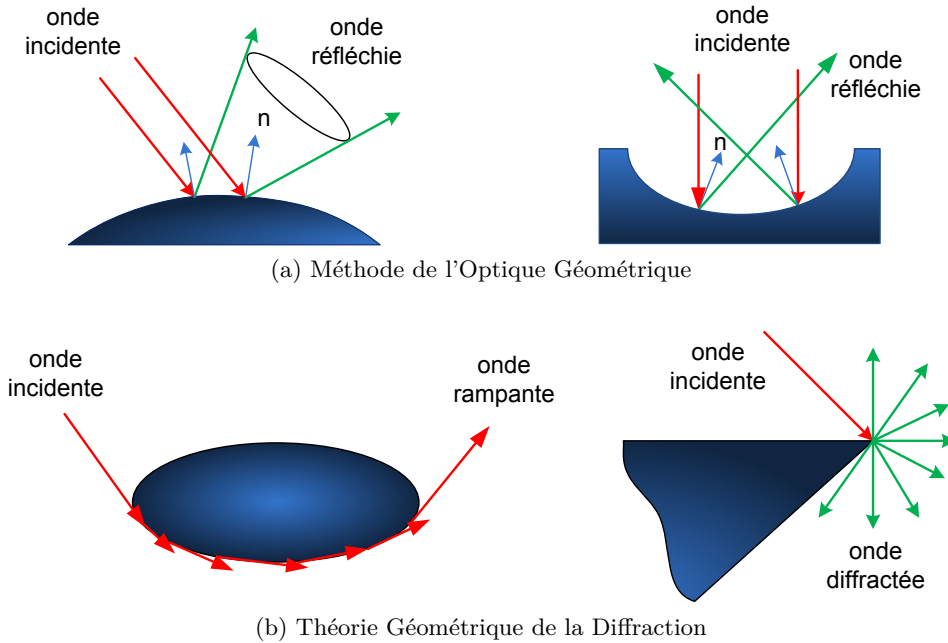 onde
incidente
onde
réfléchie
n
onde
incidente
onde
réfléchie
n
(a) Méthode de l'Optique Géométrique
onde
incidente
onde
rampante
onde
incidente
onde
diffractée
(b) Théorie Géométrique de la Diffraction